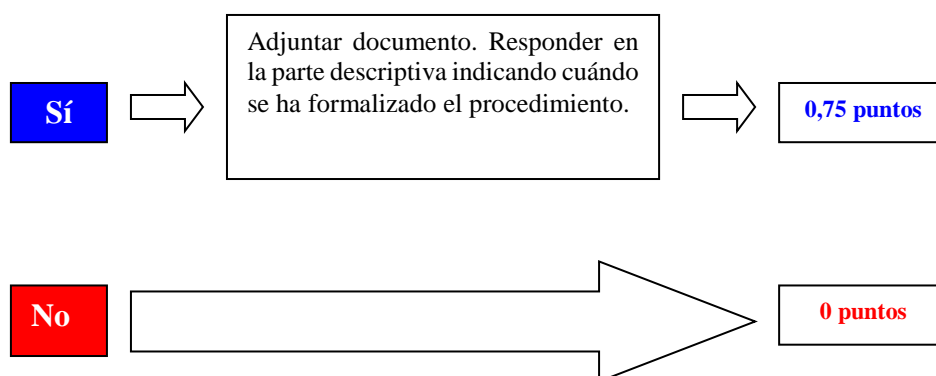 Adjuntar documento. Responder en
la parte descriptiva indicando cuándo
se ha formalizado el procedimiento.
Sí
0,75 puntos
No
0 puntos